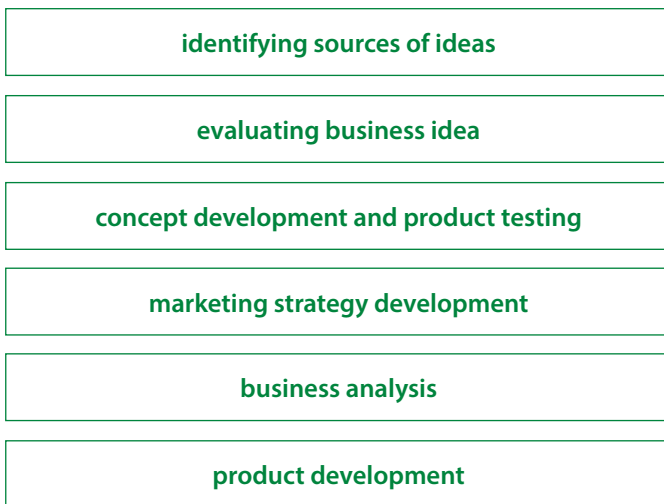 identifying sources of ideas
evaluating business idea
concept development and product testing
marketing strategy development
business analysis
product development